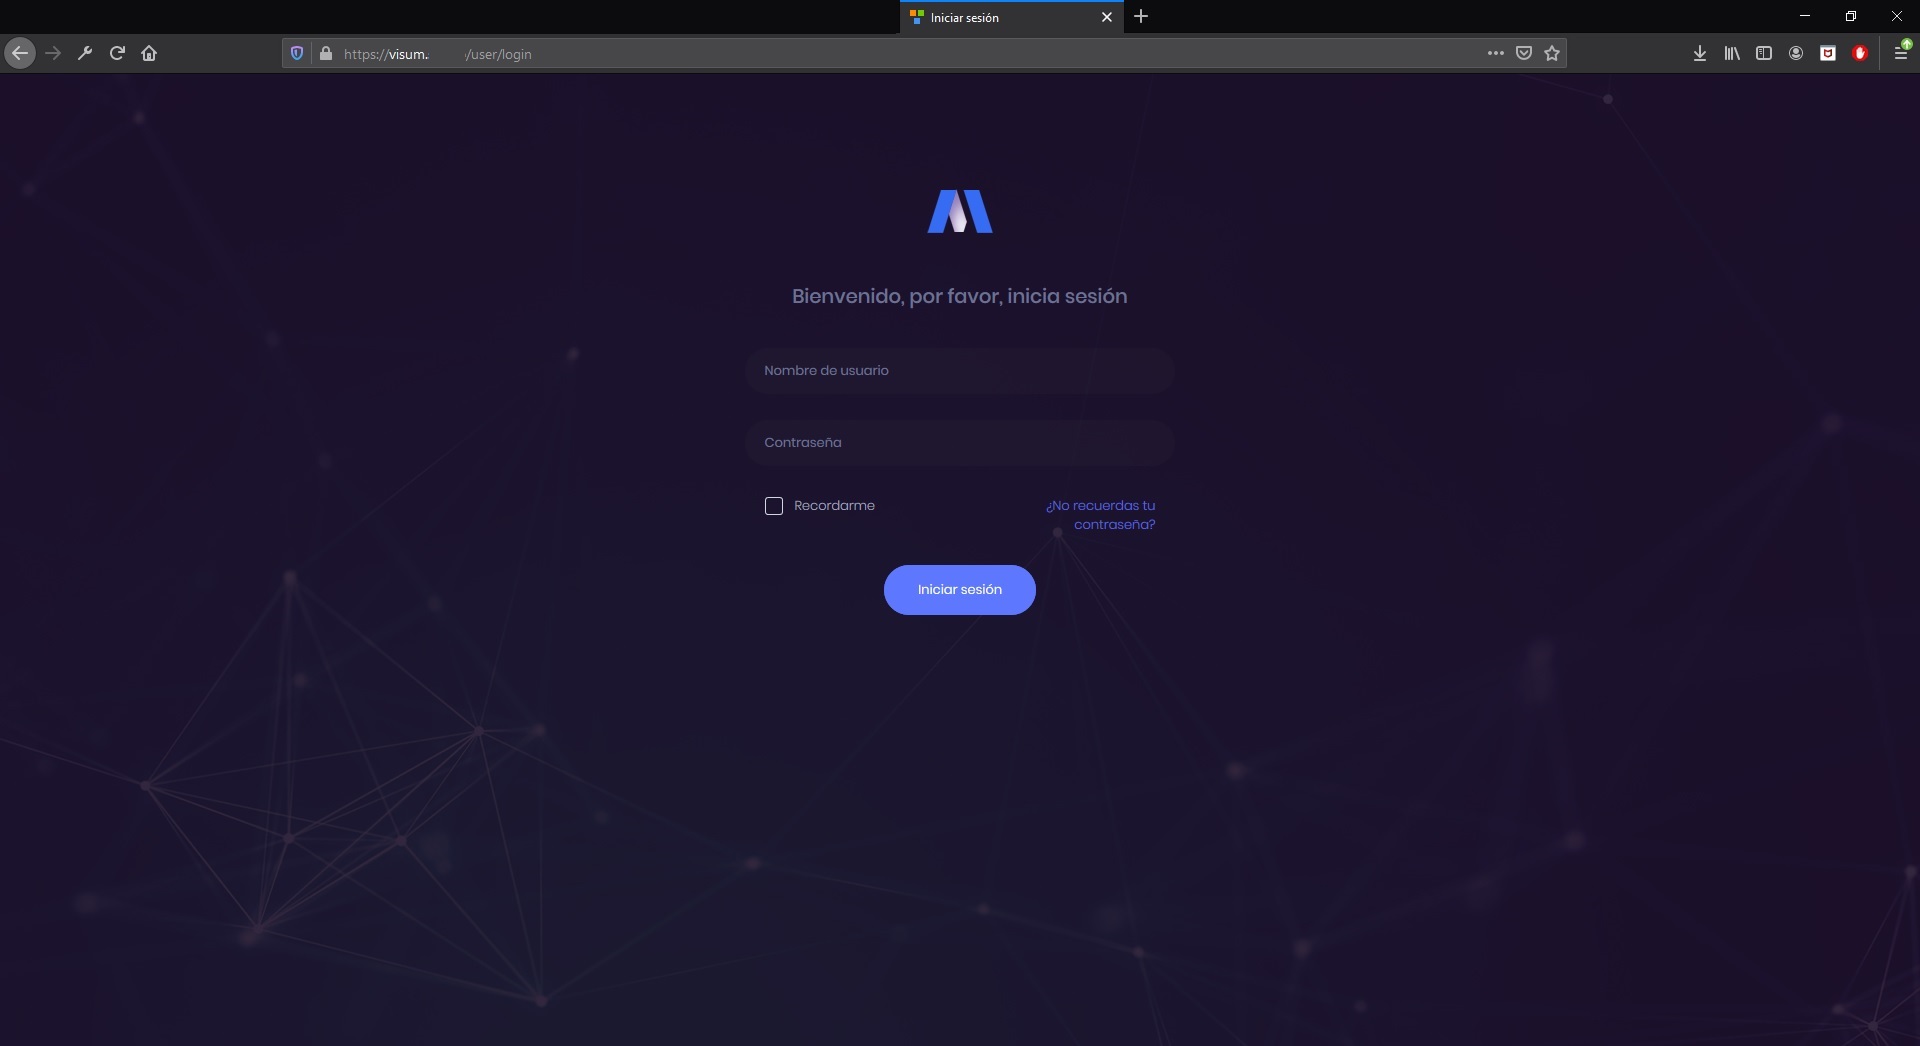 Iniciar sesión
https://visum. /user/login
Bienvenido, por favor, inicia sesión
Nombre de usuario
Contraseña
Recordarme
¿No recuerdas tu
contraseña?
Iniciar sesión